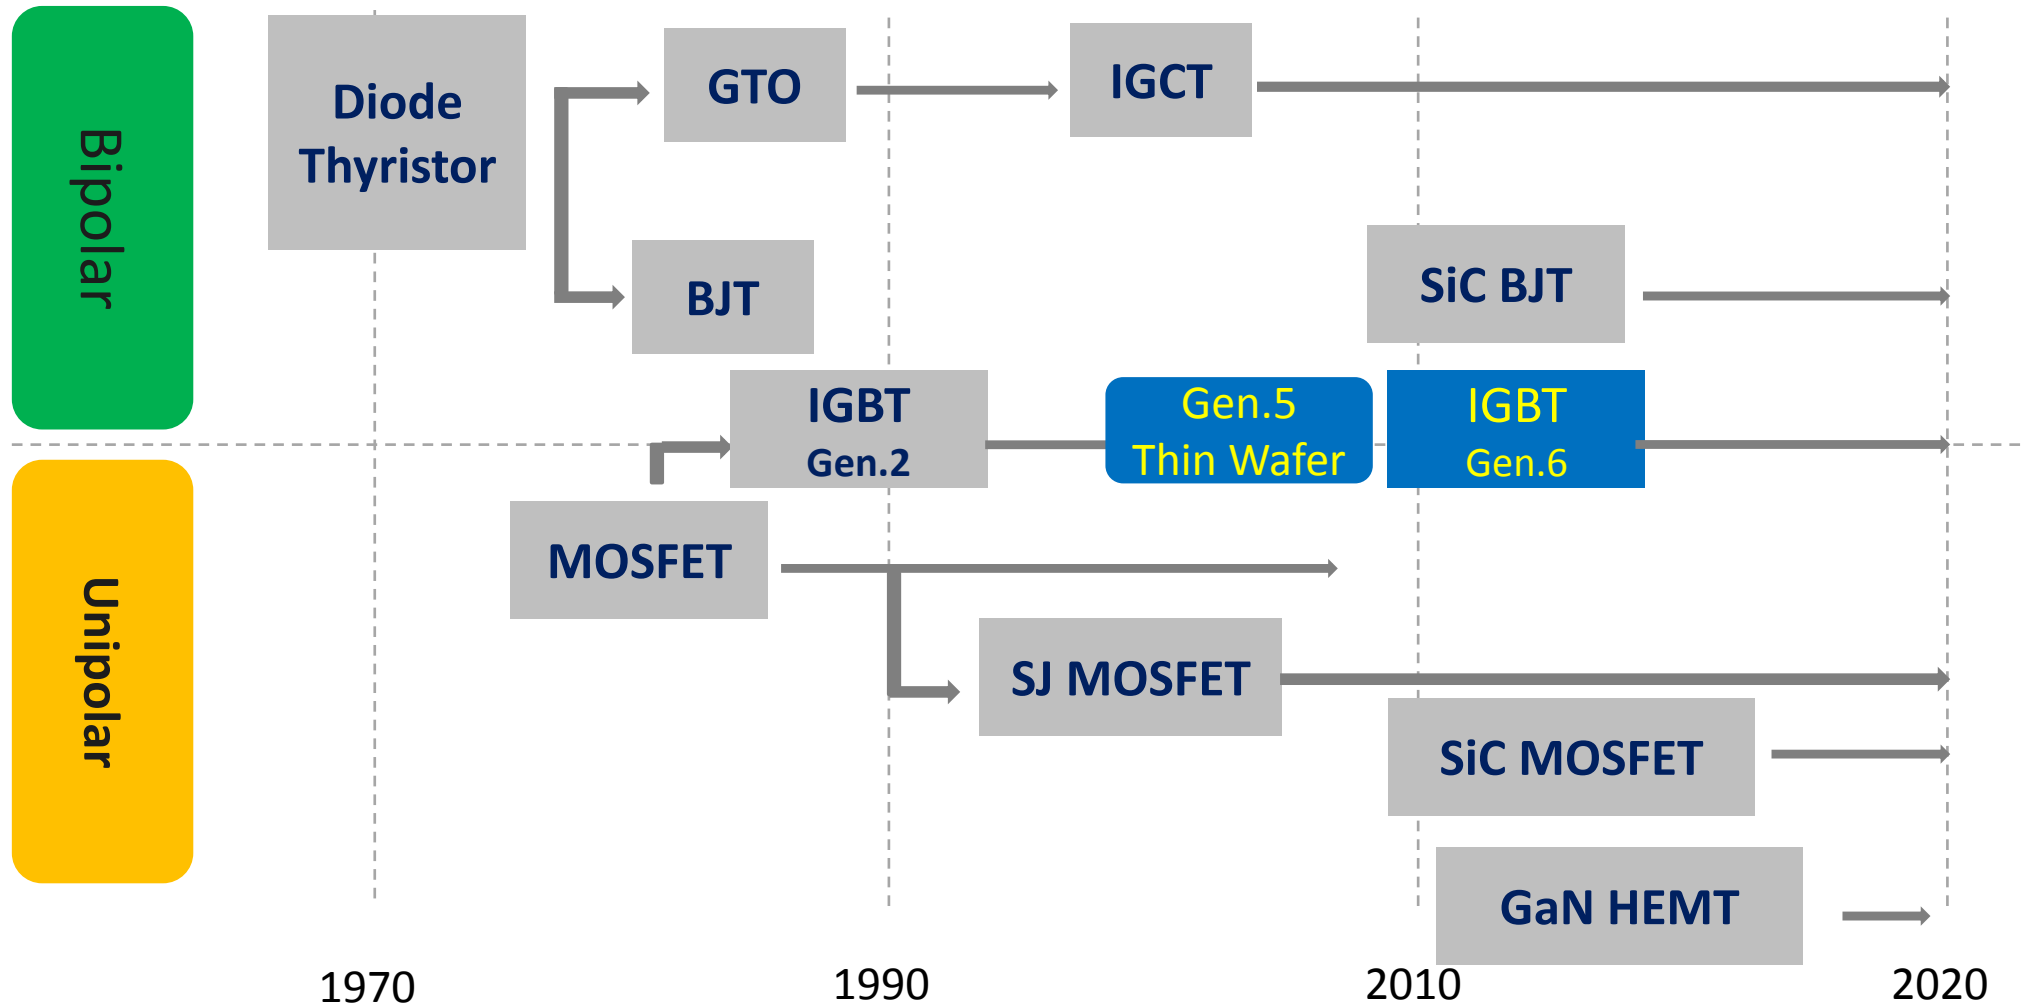 Bipolar
Diode
Thyristor
GTO
IGCT
BJT
SiC BJT
IGBT
Gen.2
Gen.5
Thin Wafer
IGBT
Gen.6
Unipolar
MOSFET
SJ MOSFET
SiC MOSFET
GaN HEMT
1970
1990
2010
2020